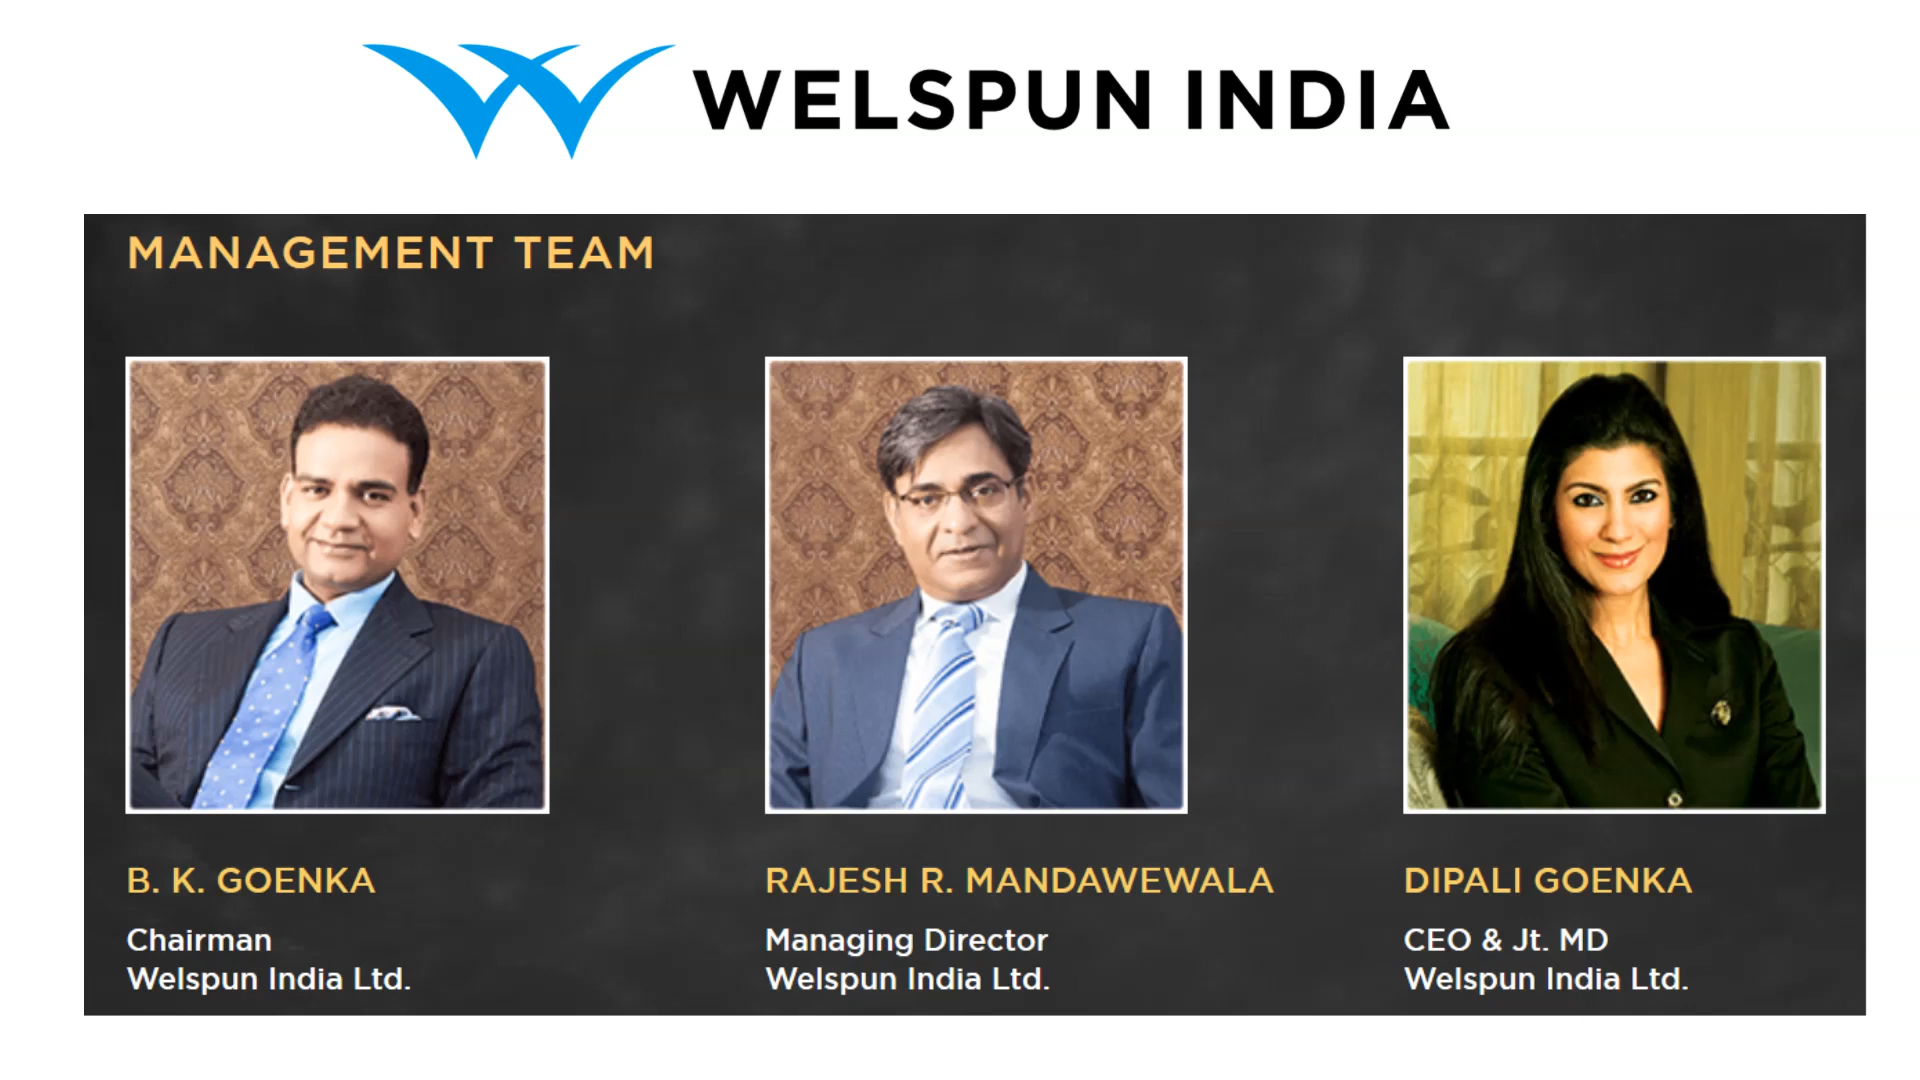 WELSPUN INDIA
MANAGEMENT TEAM
B. K. GOENKA
Chairman
Welspun India Ltd.
RAJESH R. MANDAWEWALA
Managing Director
Welspun India Ltd.
DIPALI GOENKA
CEO & Jt. MD
Welspun India Ltd.